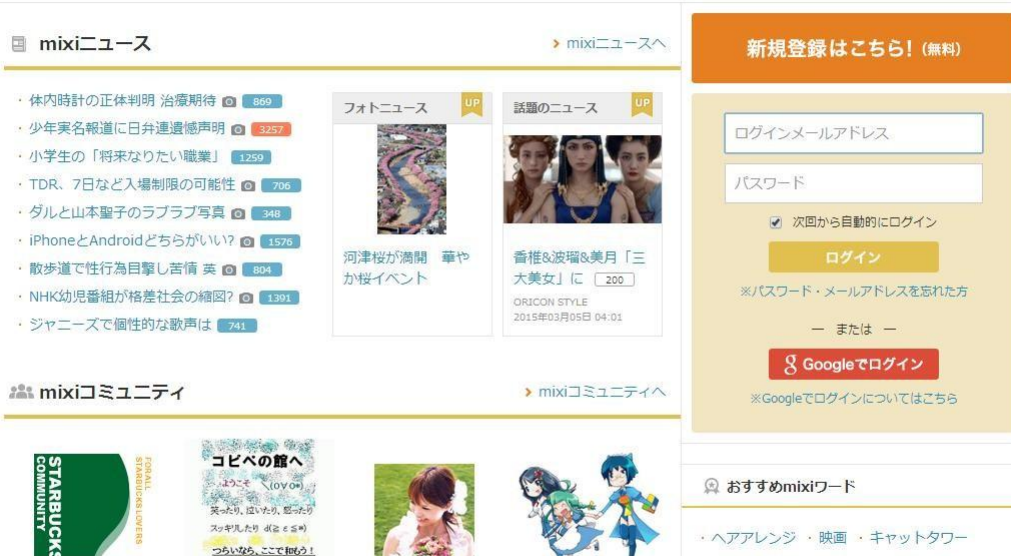 mixiニュース
mixiニュースへ
・体内時計の正体判明 治療期待 869
・少年実名報道に日弁連遺憾声明 3257
・小学生の「将来なりたい職業」 1259
・TDR、7日など入場制限の可能性 706
・ダルと山本聖子のラブラブ写真 348
・iPhoneとAndroidどちらがいい? 1576
・散歩道で性行為目撃し苦情 英 804
・NHK幼児番組が格差社会の縮図? 1391
・ジャニーズで個性的な歌声は 741
フォトニュース
UP
河津桜が満開 華や
か桜イベント
話題のニュース
UP
香椎&波瑠&美月「三
大美女」に 200
ORICON STYLE
2015年03月05日 04:01
mixiコミュニティ
mixiコミュニティへ
STARBUCKS
COMMUNITY
FOR ALL
STARBUCKS LOVERS
コピペの館へ
ようこそ ＼(○∨○*)
笑ったり、泣いたり、怒ったり
スッキリしたり d(≧ε≦*)
つらいなら、ここで和もう！
新規登録はこちら!（無料）
ログインメールアドレス
パスワード
次回から自動的にログイン
ログイン
※パスワード・メールアドレスを忘れた方
ー または ー
g Googleでログイン
※Googleでログインについてはこちら
おすすめmixiワード
・ヘアアレンジ ・映画 ・キャットタワー